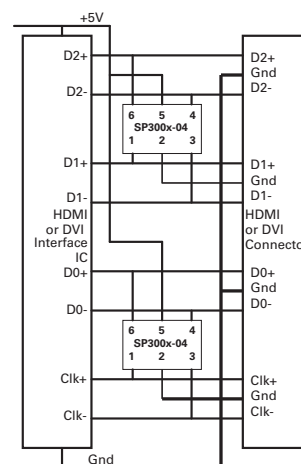 +5V
D2+
D2+
Gnd
D2-
D2-
6 5 4
SP300x-04
1 2 3
D1+
D1+
Gnd
D1-
D1-
HDMI
or DVI
Interface
IC
HDMI
or DVI
Connecto
D0+
D0+
Gnd
D0-
D0-
6 5 4
SP300x-04
1 2 3
Clk+
Clk+
Gnd
Clk-
Clk-
Gnd